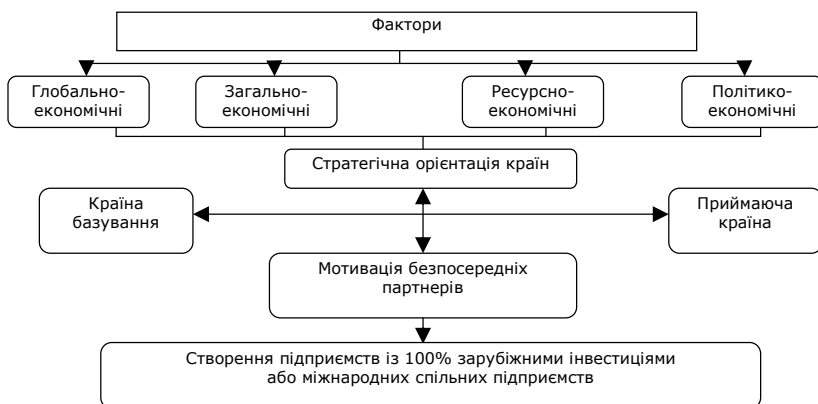 Фактори
Глобально-
економічні
Загально-
економічні
Ресурсно-
економічні
Політико-
економічні
Стратегічна орієнтація країн
Країна
базування
Приймаюча
країна
Мотивація безпосередніх
партнерів
Створення підприємств із 100% зарубіжними інвестиціями
або міжнародних спільних підприємств